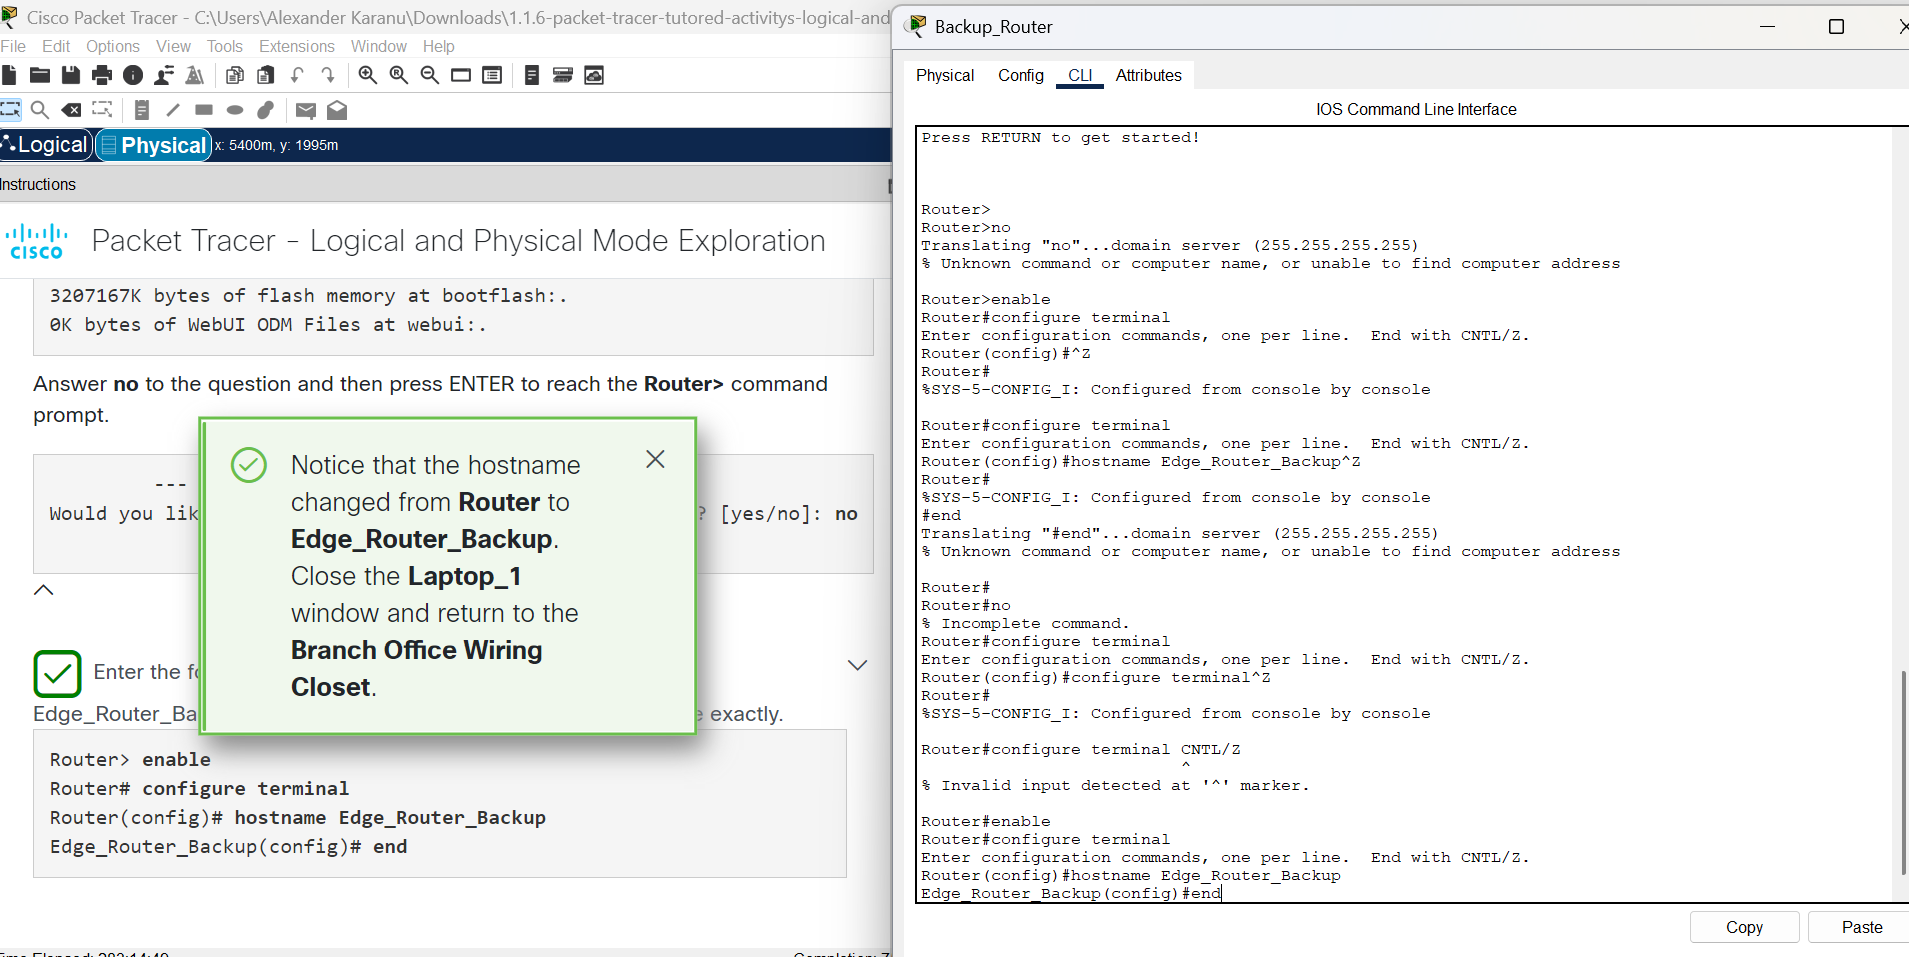 Cisco Packet Tracer - C:\Users\Alexander Karanu\Downloads\1.1.6-packet-tracer-tutored-activitys-logical-and
File Edit Options View Tools Extensions Window Help
Logical Physical x: 5400m, y: 1995m
Instructions
CISCO
Packet Tracer - Logical and Physical Mode Exploration
3207167K bytes of flash memory at bootflash:.
0K bytes of WebUI ODM Files at webui:.
Answer no to the question and then press ENTER to reach the Router> command
prompt.
---
Would you lik ? [yes/no]: no
Notice that the hostname
changed from Router to
Edge_Router_Backup.
Close the Laptop_1
window and return to the
Branch Office Wiring
Closet.
Enter the fo
Edge_Router_Ba e exactly.
Router> enable
Router# configure terminal
Router(config)# hostname Edge_Router_Backup
Edge_Router_Backup(config)# end
Backup_Router
Physical Config CLI Attributes
IOS Command Line Interface
Press RETURN to get started!
Router>
Router>no
Translating "no"...domain server (255.255.255.255)
% Unknown command or computer name, or unable to find computer address
Router>enable
Router#configure terminal
Enter configuration commands, one per line. End with CNTL/Z.
Router(config)#^Z
Router#
%SYS-5-CONFIG_I: Configured from console by console
Router#configure terminal
Enter configuration commands, one per line. End with CNTL/Z.
Router(config)#hostname Edge_Router_Backup^Z
Router#
%SYS-5-CONFIG_I: Configured from console by console
#end
Translating "#end"...domain server (255.255.255.255)
% Unknown command or computer name, or unable to find computer address
Router#
Router#no
% Incomplete command.
Router#configure terminal
Enter configuration commands, one per line. End with CNTL/Z.
Router(config)#configure terminal^Z
Router#
%SYS-5-CONFIG_I: Configured from console by console
Router#configure terminal CNTL/Z
^
% Invalid input detected at '^' marker.
Router#enable
Router#configure terminal
Enter configuration commands, one per line. End with CNTL/Z.
Router(config)#hostname Edge_Router_Backup
Edge_Router_Backup(config)#end
Copy Paste